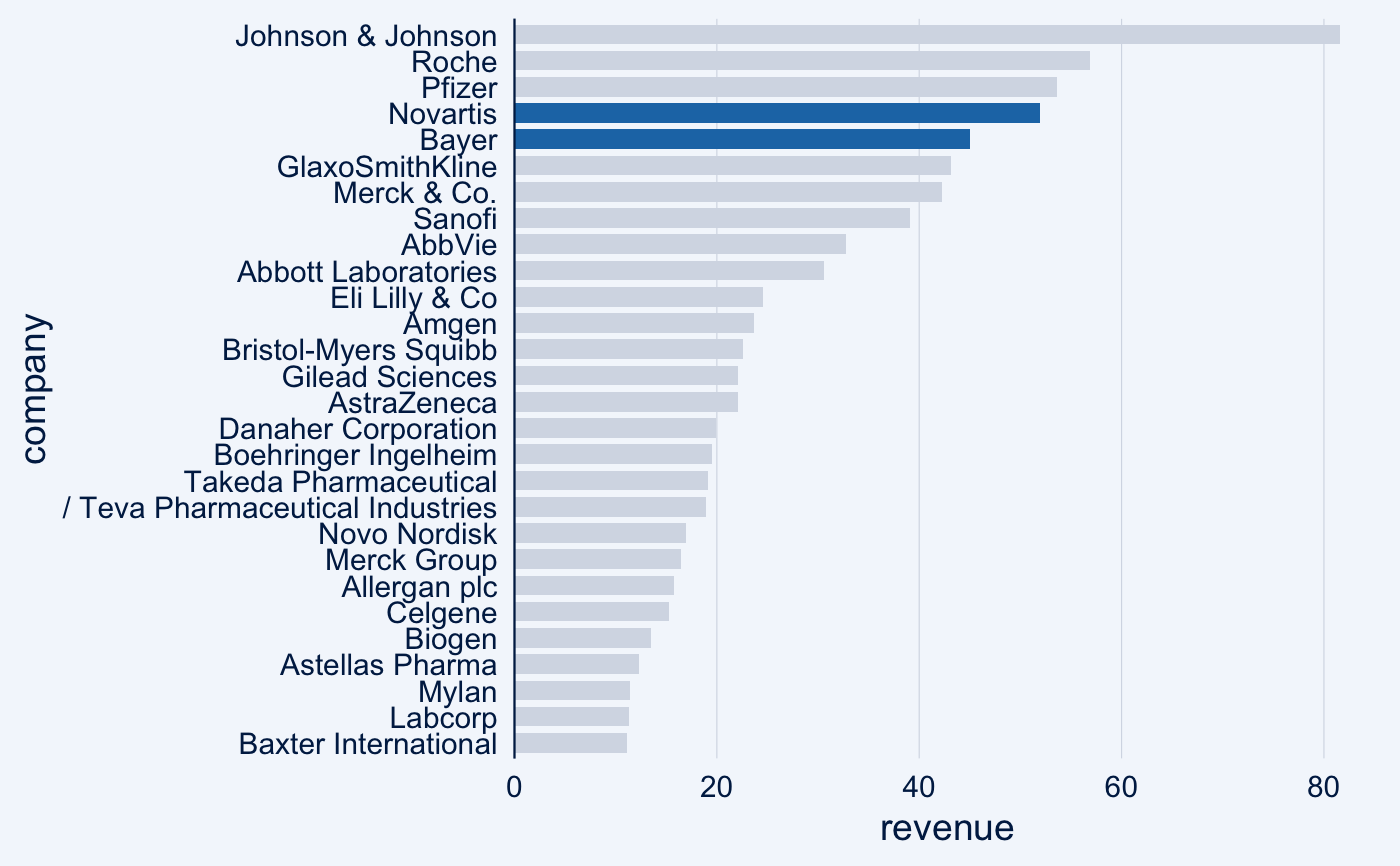 Johnson & Johnson
Roche
Pfizer
Novartis
Bayer
GlaxoSmithKline
Merck & Co.
Sanofi
AbbVie
Abbott Laboratories
Eli Lilly & Co
Amgen
Bristol-Myers Squibb
Gilead Sciences
AstraZeneca
Danaher Corporation
Boehringer Ingelheim
Takeda Pharmaceutical
/ Teva Pharmaceutical Industries
Novo Nordisk
Merck Group
Allergan plc
Celgene
Biogen
Astellas Pharma
Mylan
Labcorp
Baxter International
company
0 20 40 60 80
revenue